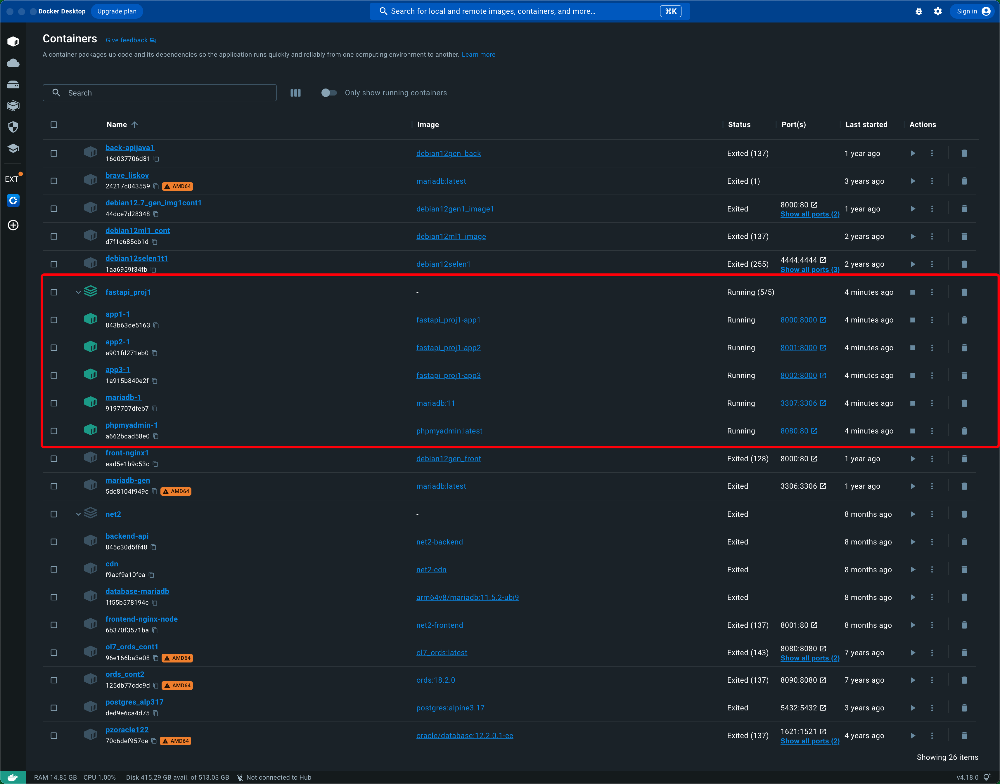 Docker Desktop
Upgrade plan
Search for local and remote images, containers, and more...
⌘K
Sign in
EXT
Containers
Give feedback
A container packages up code and its dependencies so the application runs quickly and reliably from one computing environment to another. Learn more
Search
Only show running containers
Name Image Status Port(s) Last started Actions
back-apijava1
16d037706d81
debian12gen_back Exited (137) 1 year ago
brave_liskov
24217c043559 AMD64
mariadb:latest Exited (1) 3 years ago
debian12.7_gen_img1cont1
44dce7d28348
debian12gen1_image1 Exited 8000:80 1 year ago
Show all ports (2)
debian12ml1_cont
d7f1c685cb1d
debian12ml1_image Exited (137) 2 years ago
debian12selen1t1
1aa6959f34fb
debian12selen1 Exited (255) 4444:4444 2 years ago
Show all ports (3)
fastapi_proj1 - Running (5/5) 4 minutes ago
app1-1
843b63de5163
fastapi_proj1-app1 Running 8000:8000 4 minutes ago
app2-1
a901fd271eb0
fastapi_proj1-app2 Running 8001:8000 4 minutes ago
app3-1
1a915b840e2f
fastapi_proj1-app3 Running 8002:8000 4 minutes ago
mariadb-1
9197707dfeb7
mariadb:11 Running 3307:3306 4 minutes ago
phpmyadmin-1
a662bcad58e0
phpmyadmin:latest Running 8080:80 4 minutes ago
front-nginx1
ead5e1b9c53c
debian12gen_front Exited (128) 8000:80 1 year ago
mariadb-gen
5dc8104f949c AMD64
mariadb:latest Exited 3306:3306 1 year ago
net2 - Exited 8 months ago
backend-api
845c30d5ff48
net2-backend Exited 8 months ago
cdn
f9acf9a10fca
net2-cdn Exited 8 months ago
database-mariadb
1f55b578194c
arm64v8/mariadb:11.5.2-ubi9 Exited 8 months ago
frontend-nginx-node
6b370f3571ba
net2-frontend Exited (137) 8001:80 8 months ago
ol7_ords_cont1
96e166ba3e08 AMD64
ol7_ords:latest Exited (143) 8080:8080 7 years ago
Show all ports (2)
ords_cont2
125db77cdc9d AMD64
ords:18.2.0 Exited (137) 8090:8080 7 years ago
postgres_alp317
ded9e6ca4d75
postgres:alpine3.17 Exited 5432:5432 3 years ago
pzoracle122
70c6def957ce AMD64
oracle/database:12.2.0.1-ee Exited (137) 1621:1521 4 years ago
Show all ports (2)
Showing 26 items
RAM 14.85 GB CPU 1.00% Disk 415.29 GB avail. of 513.03 GB Not connected to Hub v4.18.0